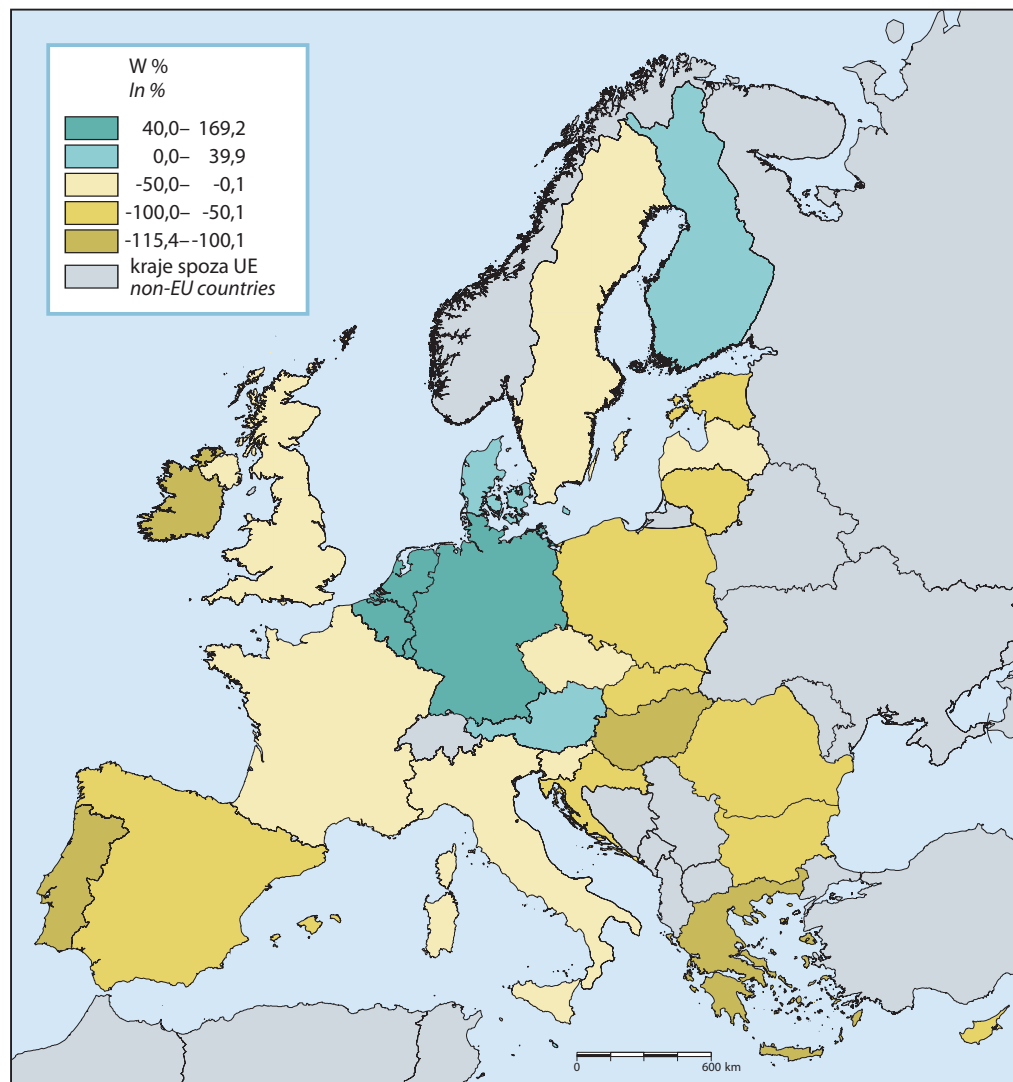 W %
In %
40,0– 169,2
0,0– 39,9
-50,0– -0,1
-100,0– -50,1
-115,4– -100,1
kraje spoza UE
non-EU countries
0 600 km